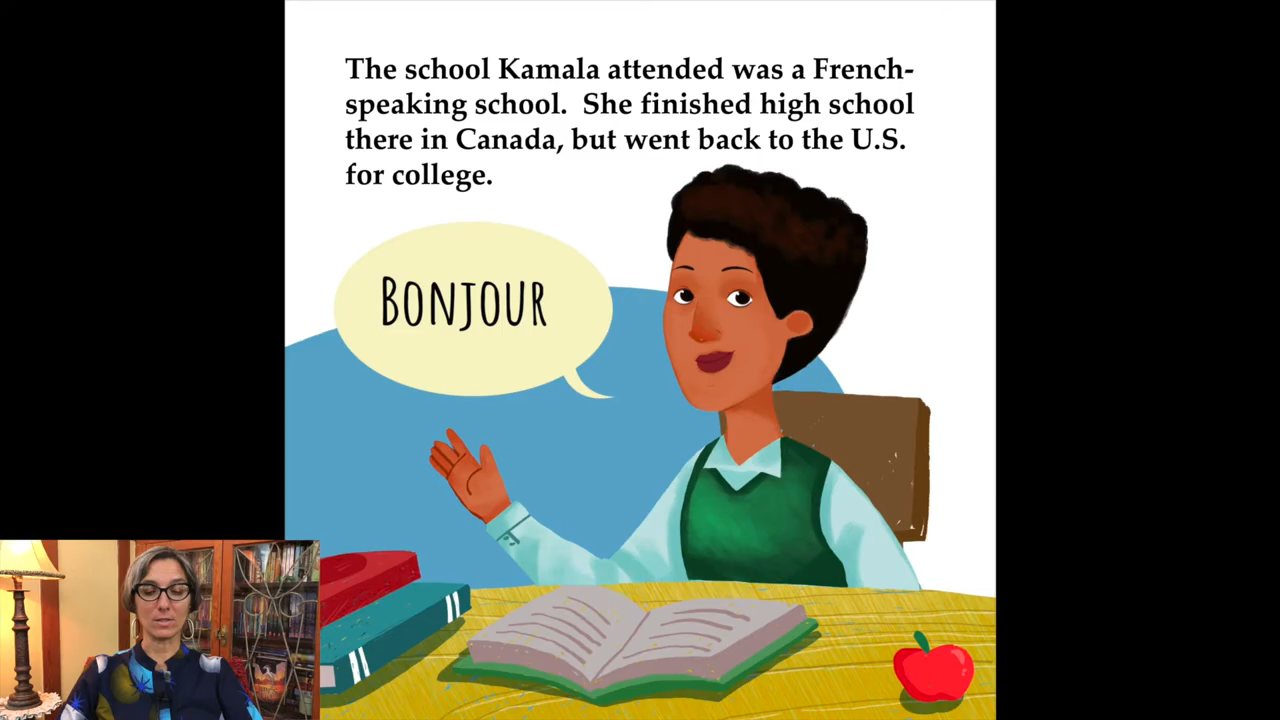 The school Kamala attended was a French-
speaking school.  She finished high school
there in Canada, but went back to the U.S.
for college.
BONJOUR